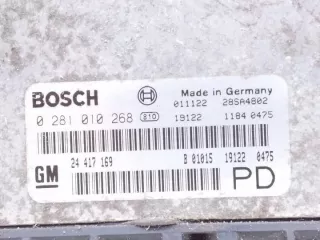 BOSCH Made in Germany
011122 28SA4802
0 281 010 268 210 19122 1184 0475
GM 24 417 169 B 01015 19122 0475
PD